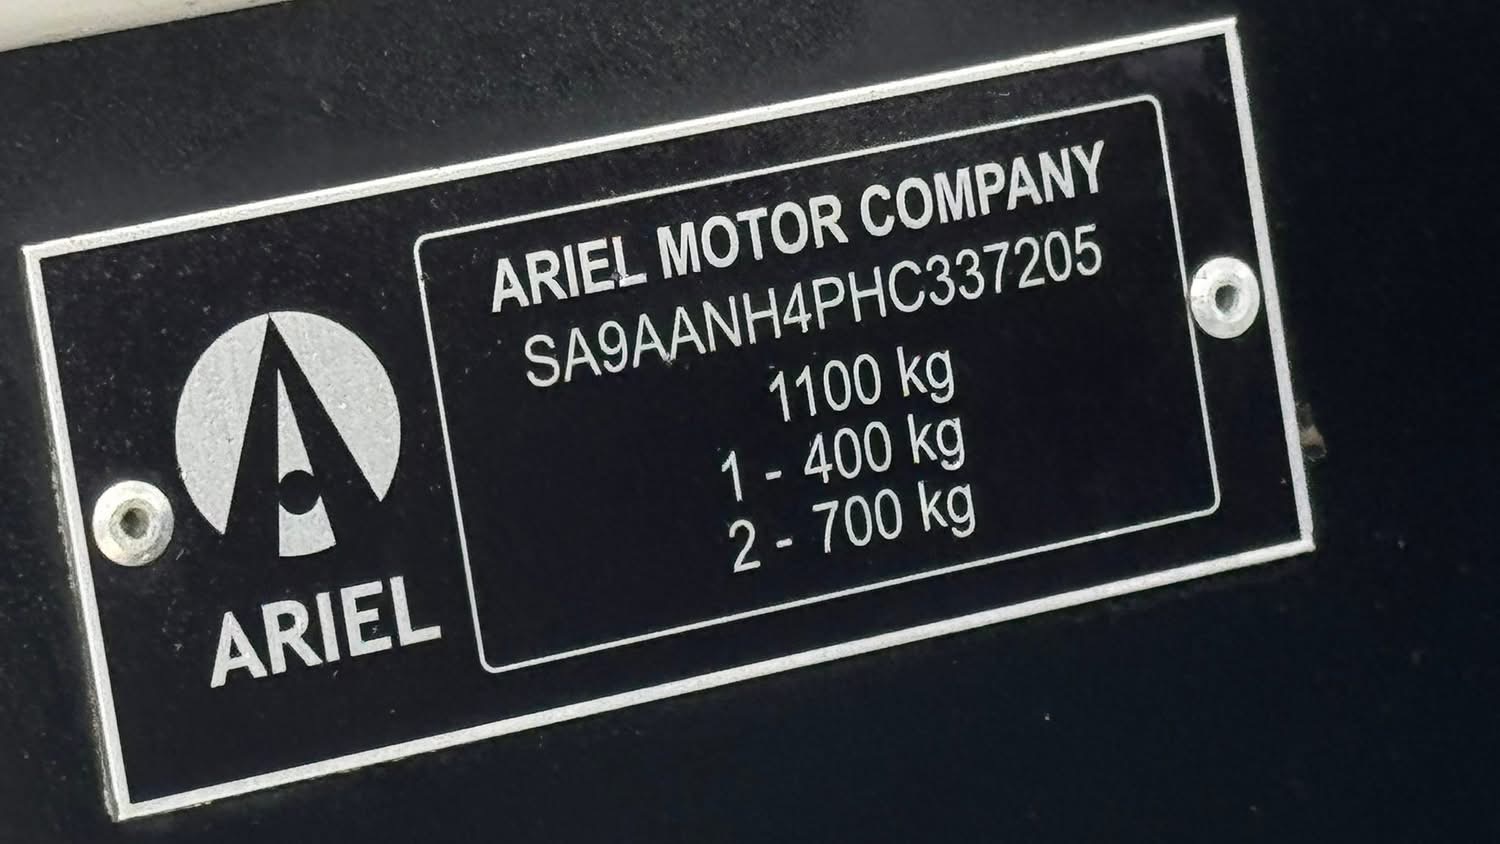 ARIEL MOTOR COMPANY
SA9AANH4PHC337205
1100 kg
1 - 400 kg
2 - 700 kg
ARIEL